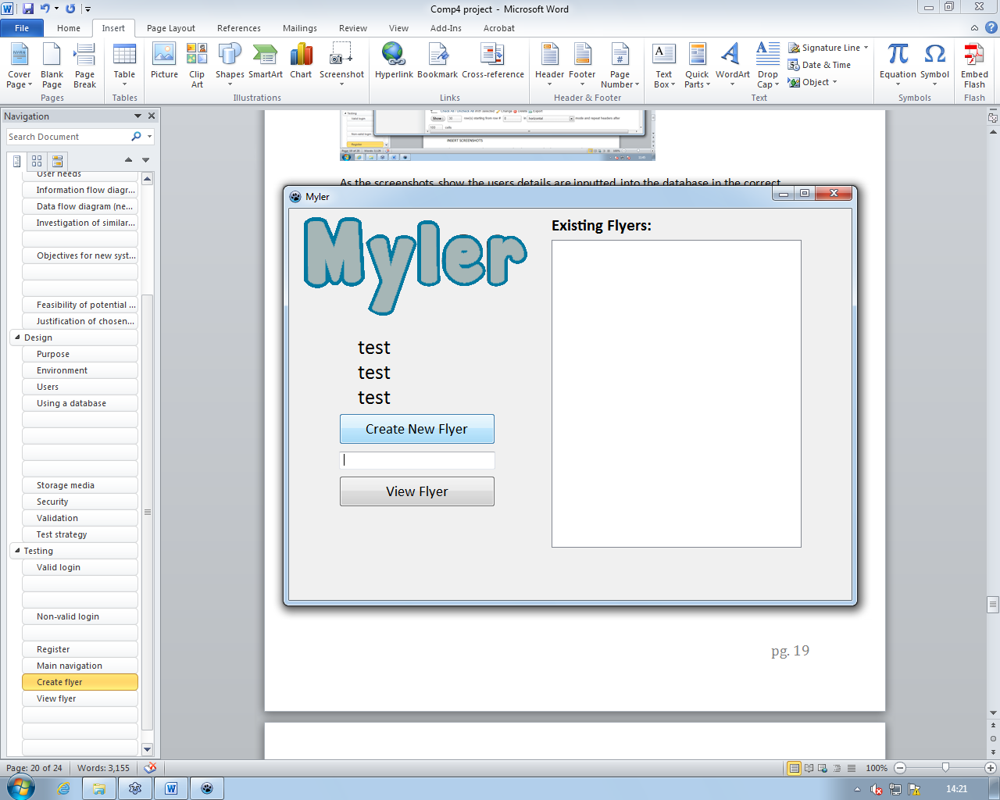 Comp4 project - Microsoft Word
File Home Insert Page Layout References Mailings Review View Add-Ins Acrobat
Cover Page
Blank Page
Page Break
Table
Picture
Clip Art
Shapes
SmartArt
Chart
Screenshot
Hyperlink
Bookmark
Cross-reference
Header
Footer
Page Number
Text Box
Quick Parts
WordArt
Drop Cap
Signature Line
Date & Time
Object
Equation
Symbol
Embed Flash
Pages Tables Illustrations Links Header & Footer Text Symbols Flash
Navigation
Search Document
User needs
Information flow diagr...
Data flow diagram (ne...
Investigation of similar...
Objectives for new syst...
Feasibility of potential ...
Justification of chosen...
Design
Purpose
Environment
Users
Using a database
Storage media
Security
Validation
Test strategy
Testing
Valid login
Non-valid login
Register
Main navigation
Create flyer
View flyer
INSERT SCREENSHOTS
As the screenshots show the users details are inputted into the database in the correct
Myler
Myler
Existing Flyers:
test
test
test
Create New Flyer
View Flyer
pg. 19
Page: 20 of 24 Words: 3,155 100%
14:21